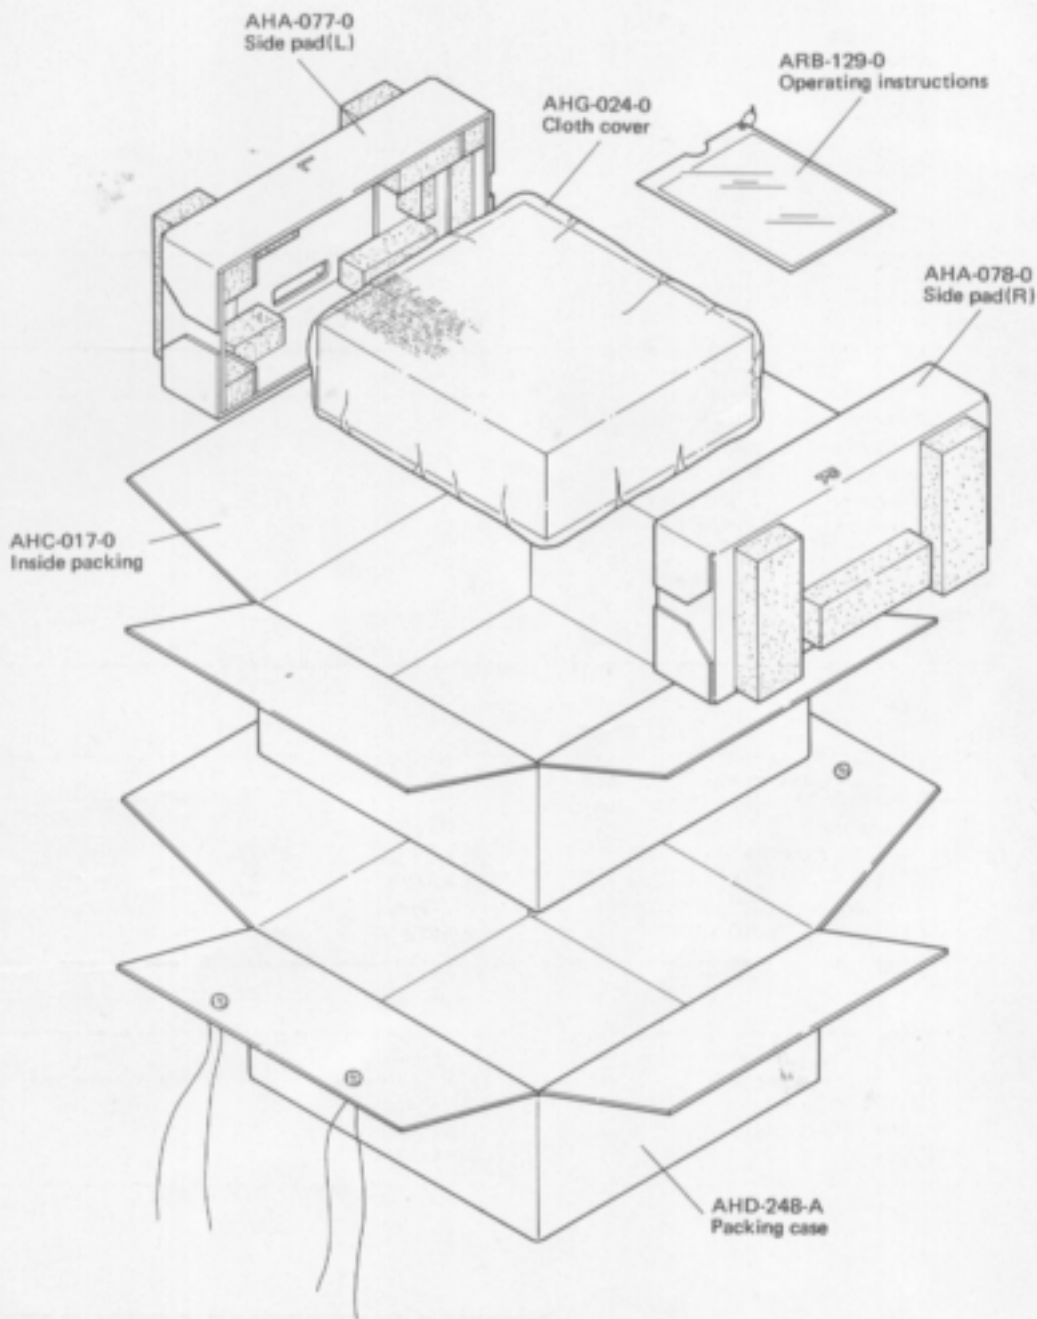 AHA-077-0
Side pad(L)
ARB-129-0
Operating instructions
AHG-024-0
Cloth cover
AHA-078-0
Side pad(R)
L
R
AHC-017-0
Inside packing
AHD-248-A
Packing case